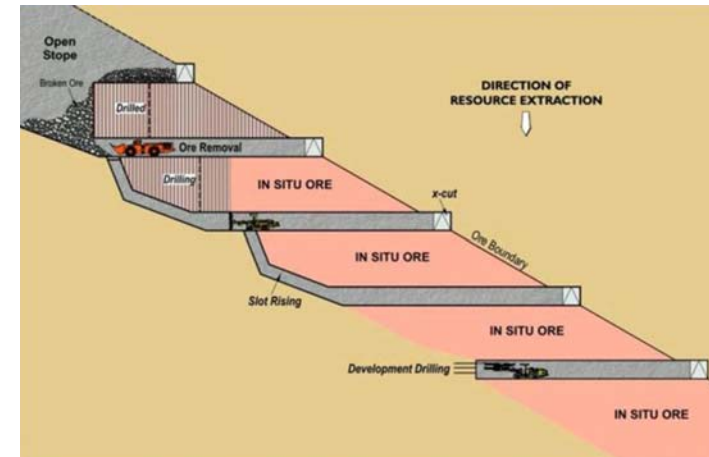 Open
Stope
Broken Ore
Drilled
DIRECTION OF
RESOURCE EXTRACTION
Ore Removal
Drilling
IN SITU ORE
x-cut
Ore Boundary
IN SITU ORE
Slot Rising
IN SITU ORE
Development Drilling
IN SITU ORE